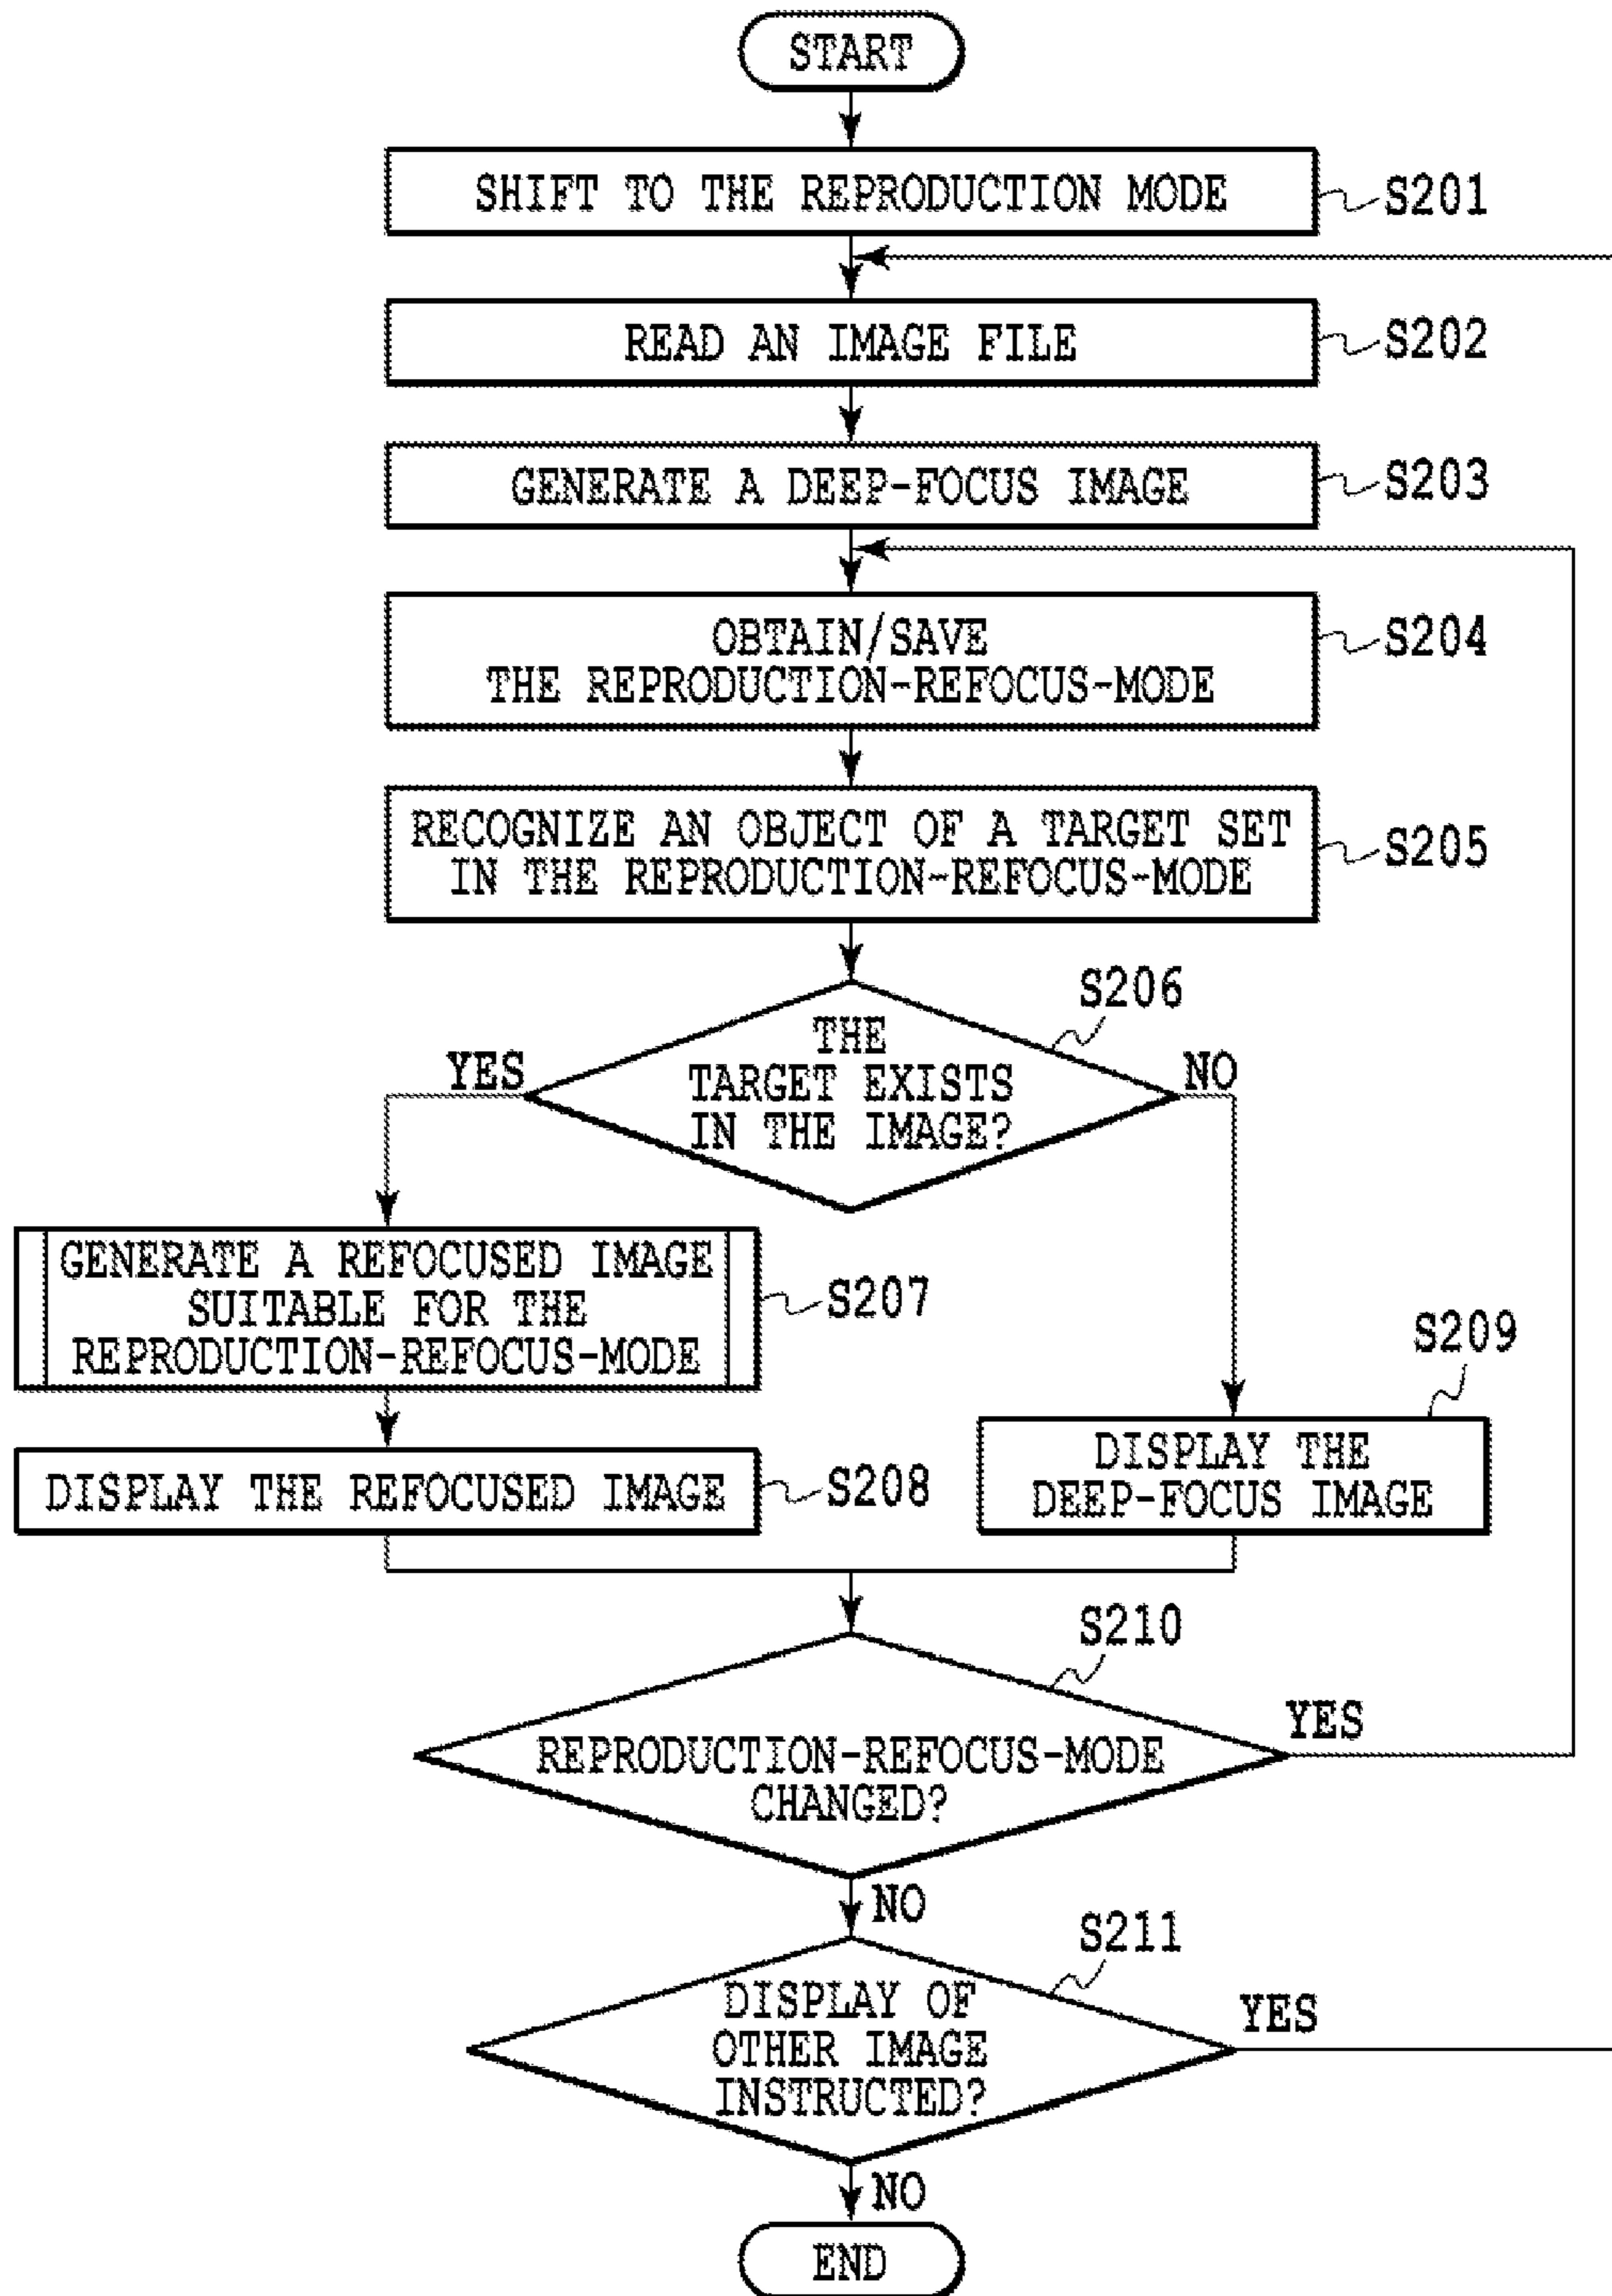 START
SHIFT TO THE REPRODUCTION MODE
S201
READ AN IMAGE FILE
S202
GENERATE A DEEP-FOCUS IMAGE
S203
OBTAIN/SAVE
THE REPRODUCTION-REFOCUS-MODE
S204
RECOGNIZE AN OBJECT OF A TARGET SET
IN THE REPRODUCTION-REFOCUS-MODE
S205
S206
THE
TARGET EXISTS
IN THE IMAGE?
YES
NO
GENERATE A REFOCUSED IMAGE
SUITABLE FOR THE
REPRODUCTION-REFOCUS-MODE
S207
DISPLAY THE REFOCUSED IMAGE
S208
S209
DISPLAY THE
DEEP-FOCUS IMAGE
S210
REPRODUCTION-REFOCUS-MODE
CHANGED?
YES
NO
S211
DISPLAY OF
OTHER IMAGE
INSTRUCTED?
YES
NO
END